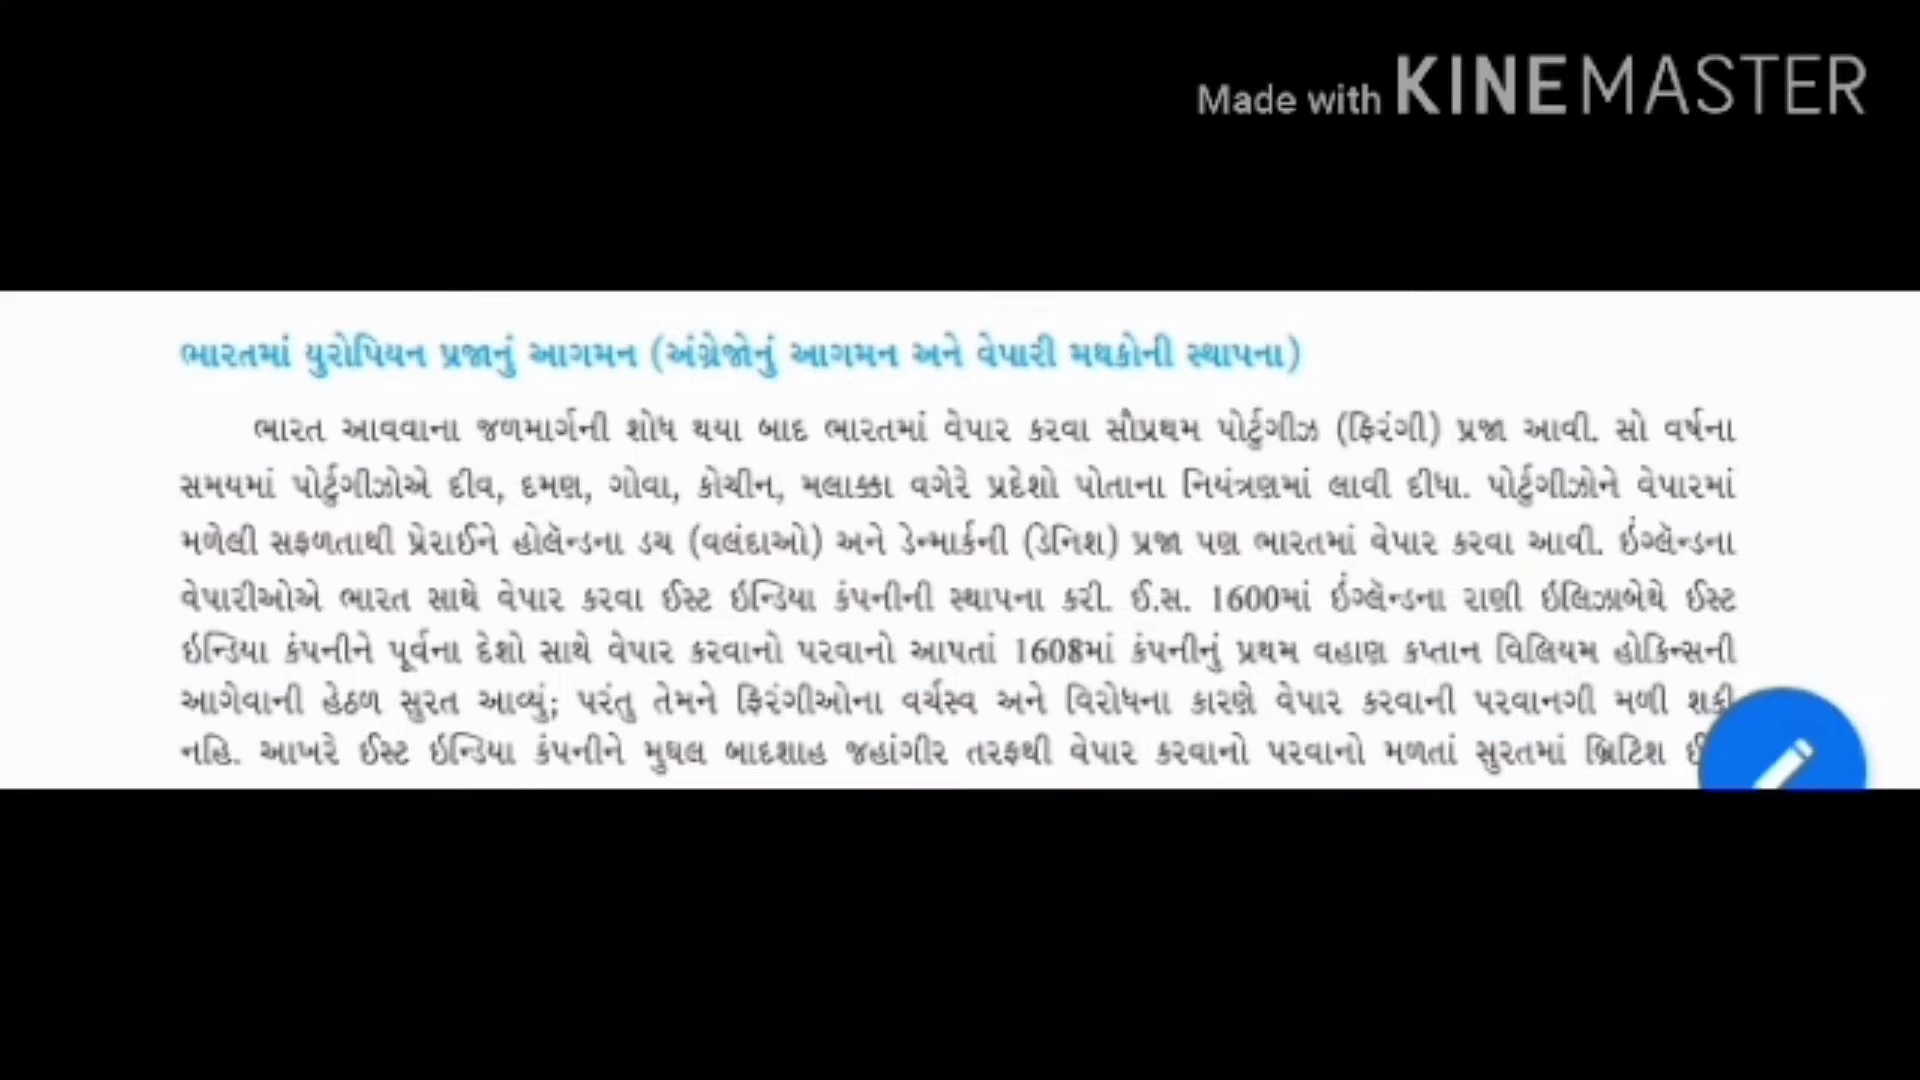 Made with KINEMASTER
ભારતમાં યુરોપિયન પ્રજાનું આગમન (અંગ્રેજોનું આગમન અને વેપારી મથકોની સ્થાપના)
ભારત આવવાના જળમાર્ગની શોધ થયા બાદ ભારતમાં વેપાર કરવા સૌપ્રથમ પોર્ટુગીઝ (ફિરંગી) પ્રજા આવી. સો વર્ષના
સમયમાં પોર્ટુગીઝોએ દીવ, દમણ, ગોવા, કોચીન, મલાક્કા વગેરે પ્રદેશો પોતાના નિયંત્રણમાં લાવી દીધા. પોર્ટુગીઝોને વેપારમાં
મળેલી સફળતાથી પ્રેરાઈને હોલૅન્ડના ડચ (વલંદાઓ) અને ડેન્માર્કની (ડેનિશ) પ્રજા પણ ભારતમાં વેપાર કરવા આવી. ઇંગ્લૅન્ડના
વેપારીઓએ ભારત સાથે વેપાર કરવા ઈસ્ટ ઇન્ડિયા કંપનીની સ્થાપના કરી. ઈ.સ. 1600માં ઇંગ્લૅન્ડના રાણી ઇલિઝાબેથે ઈસ્ટ
ઇન્ડિયા કંપનીને પૂર્વના દેશો સાથે વેપાર કરવાનો પરવાનો આપતાં 1608માં કંપનીનું પ્રથમ વહાણ કપ્તાન વિલિયમ હોકિન્સની
આગેવાની હેઠળ સુરત આવ્યું; પરંતુ તેમને ફિરંગીઓના વર્ચસ્વ અને વિરોધના કારણે વેપાર કરવાની પરવાનગી મળી શકી
નહિ. આખરે ઈસ્ટ ઇન્ડિયા કંપનીને મુઘલ બાદશાહ જહાંગીર તરફથી વેપાર કરવાનો પરવાનો મળતાં સુરતમાં બ્રિટિશ